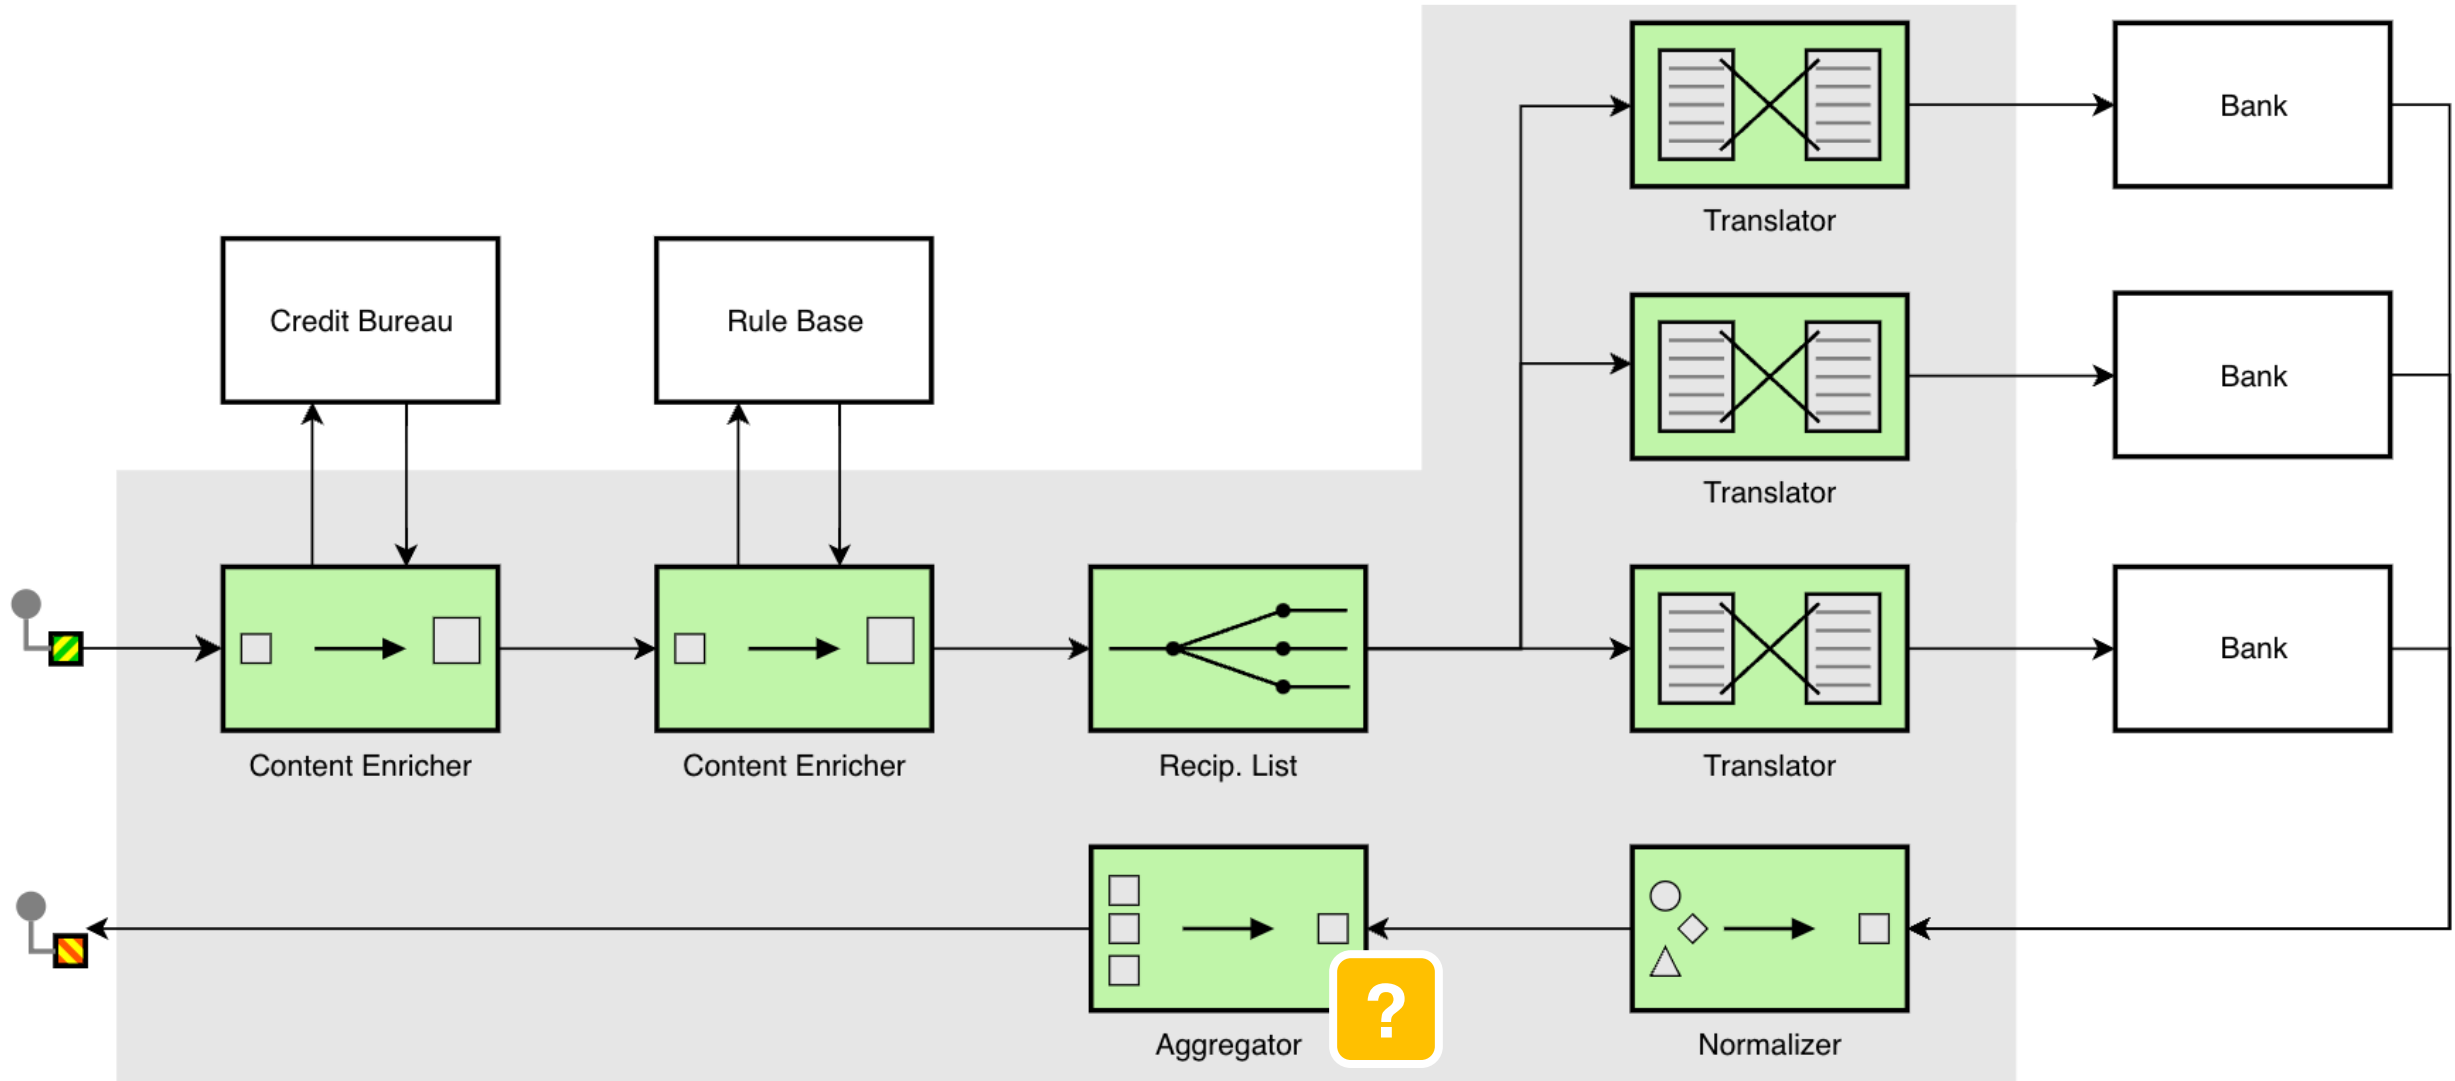 Bank
Translator
Credit Bureau
Rule Base
Bank
Translator
Bank
Content Enricher
Content Enricher
Recip. List
Translator
?
Aggregator
Normalizer